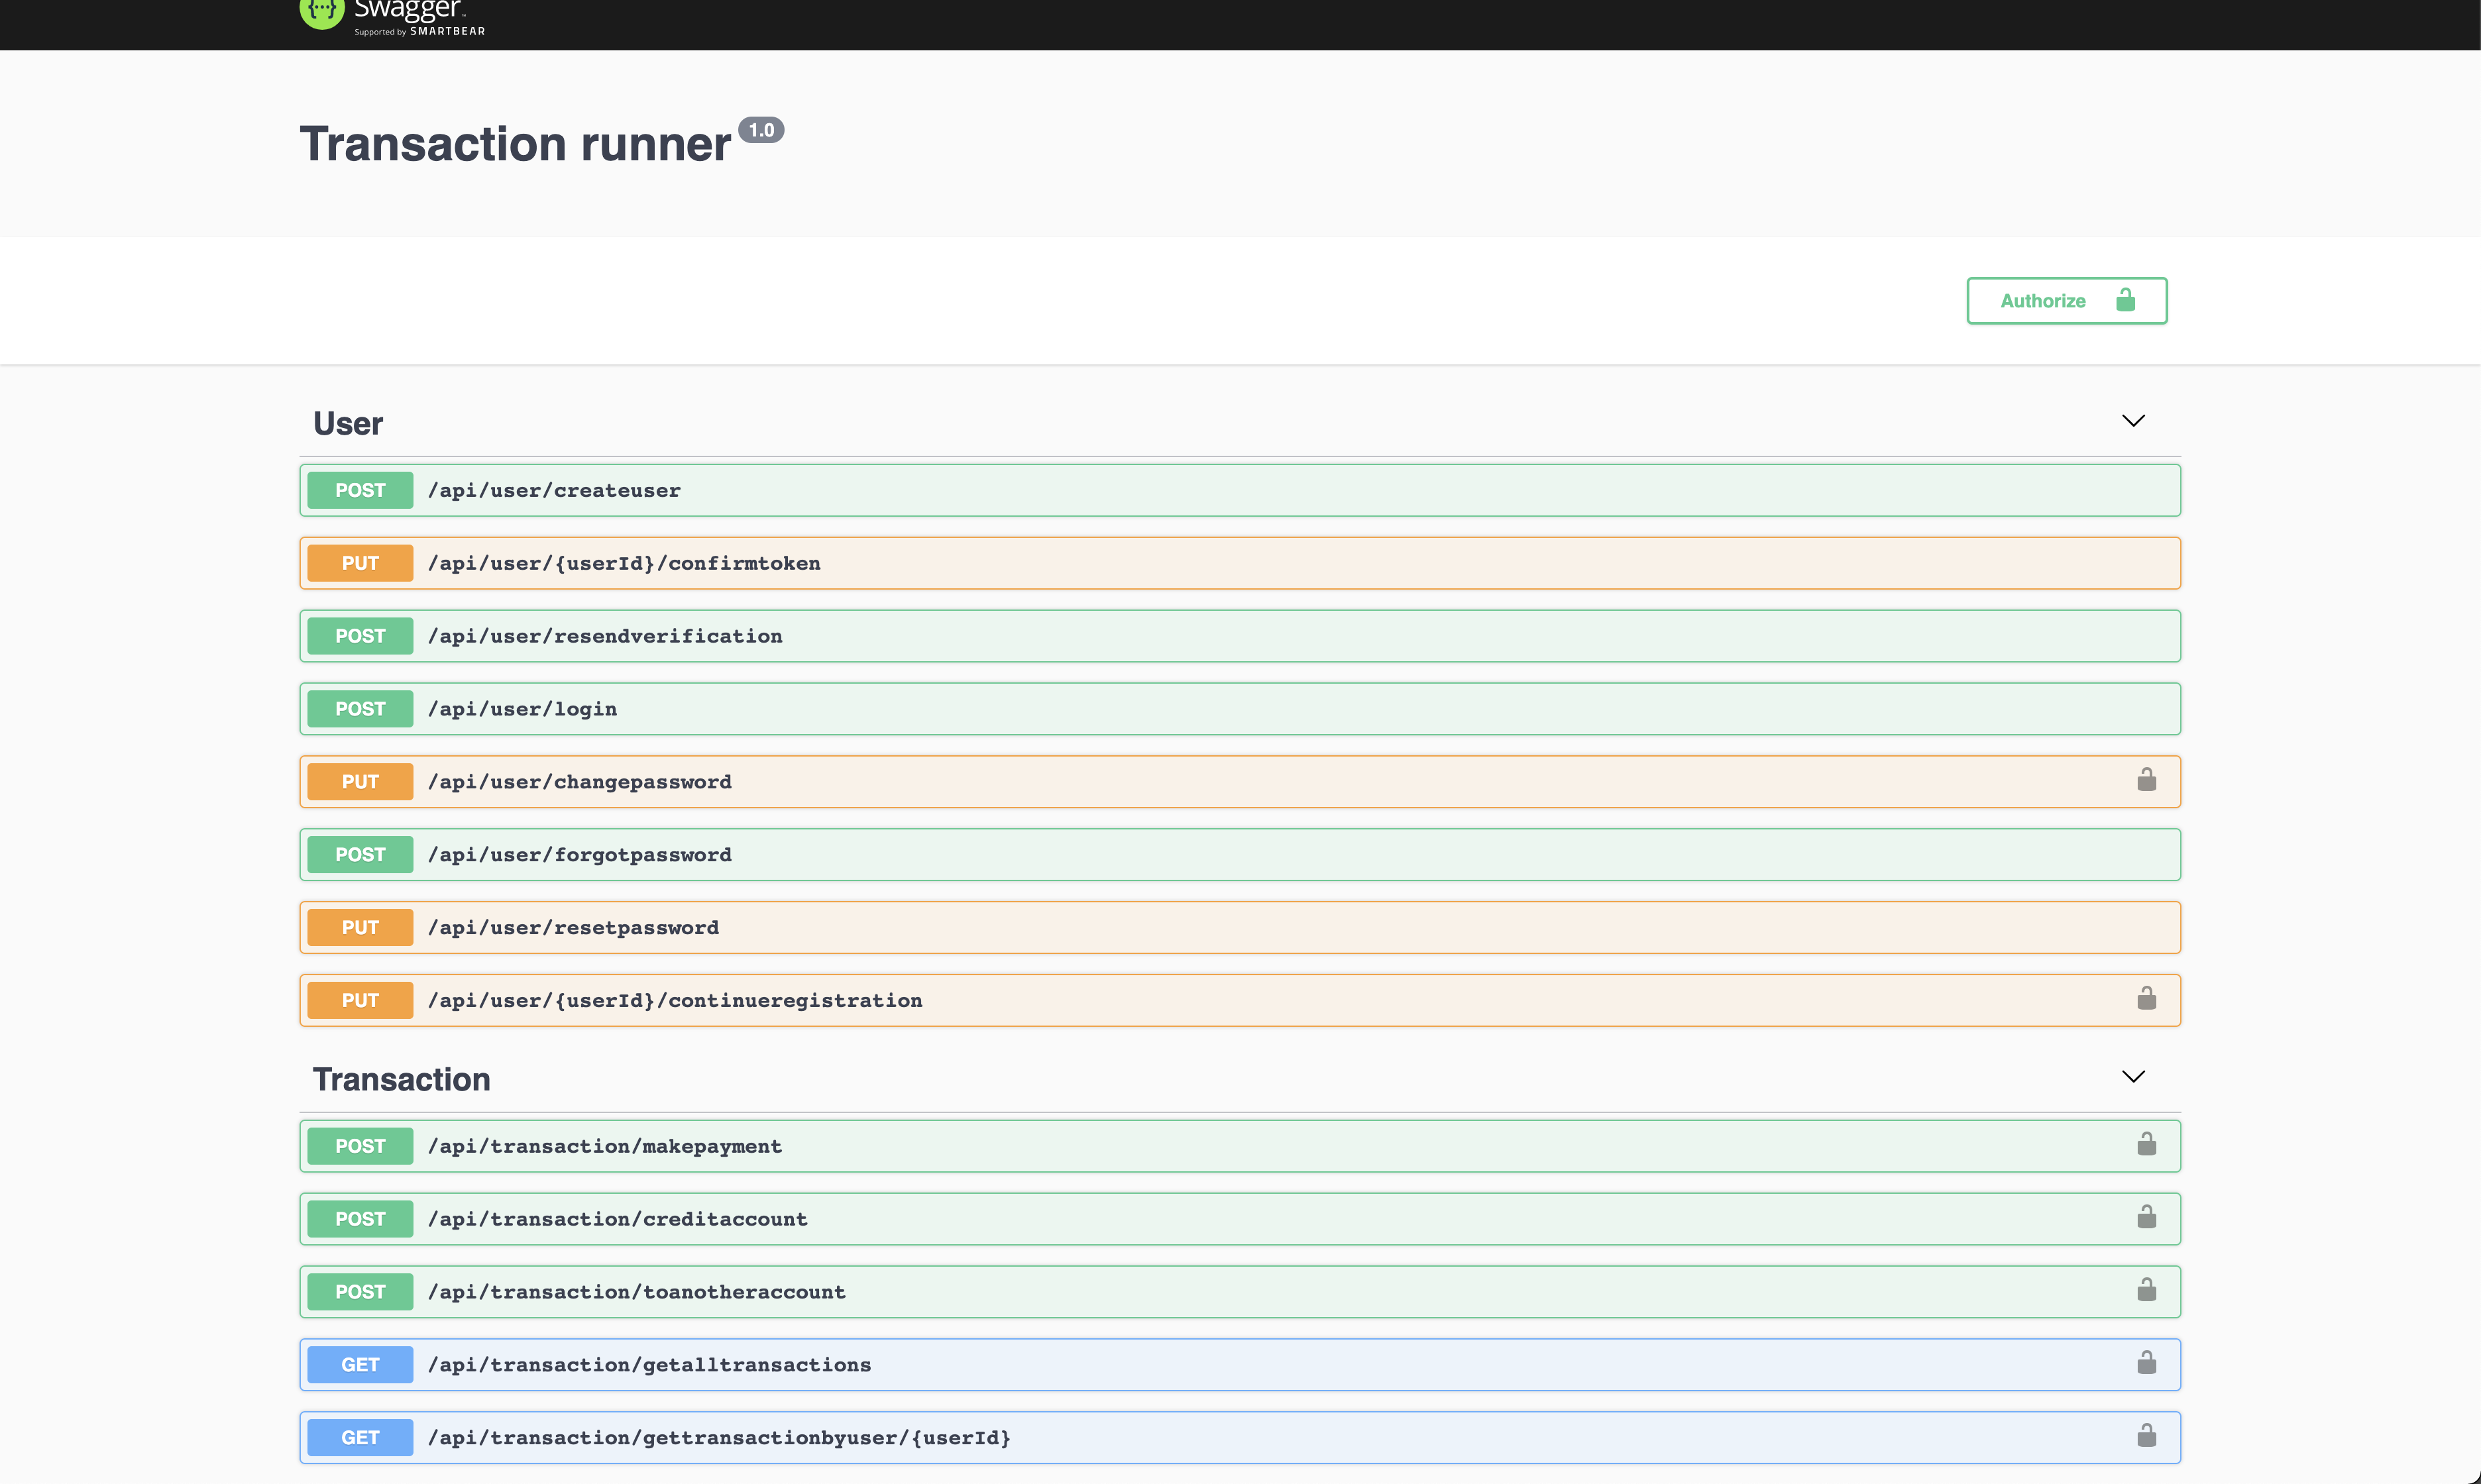 Swagger™
Supported by SMARTBEAR
Transaction runner 1.0
Authorize
User
POST /api/user/createuser
PUT /api/user/{userId}/confirmtoken
POST /api/user/resendverification
POST /api/user/login
PUT /api/user/changepassword
POST /api/user/forgotpassword
PUT /api/user/resetpassword
PUT /api/user/{userId}/continueregistration
Transaction
POST /api/transaction/makepayment
POST /api/transaction/creditaccount
POST /api/transaction/toanotheraccount
GET /api/transaction/getalltransactions
GET /api/transaction/gettransactionbyuser/{userId}